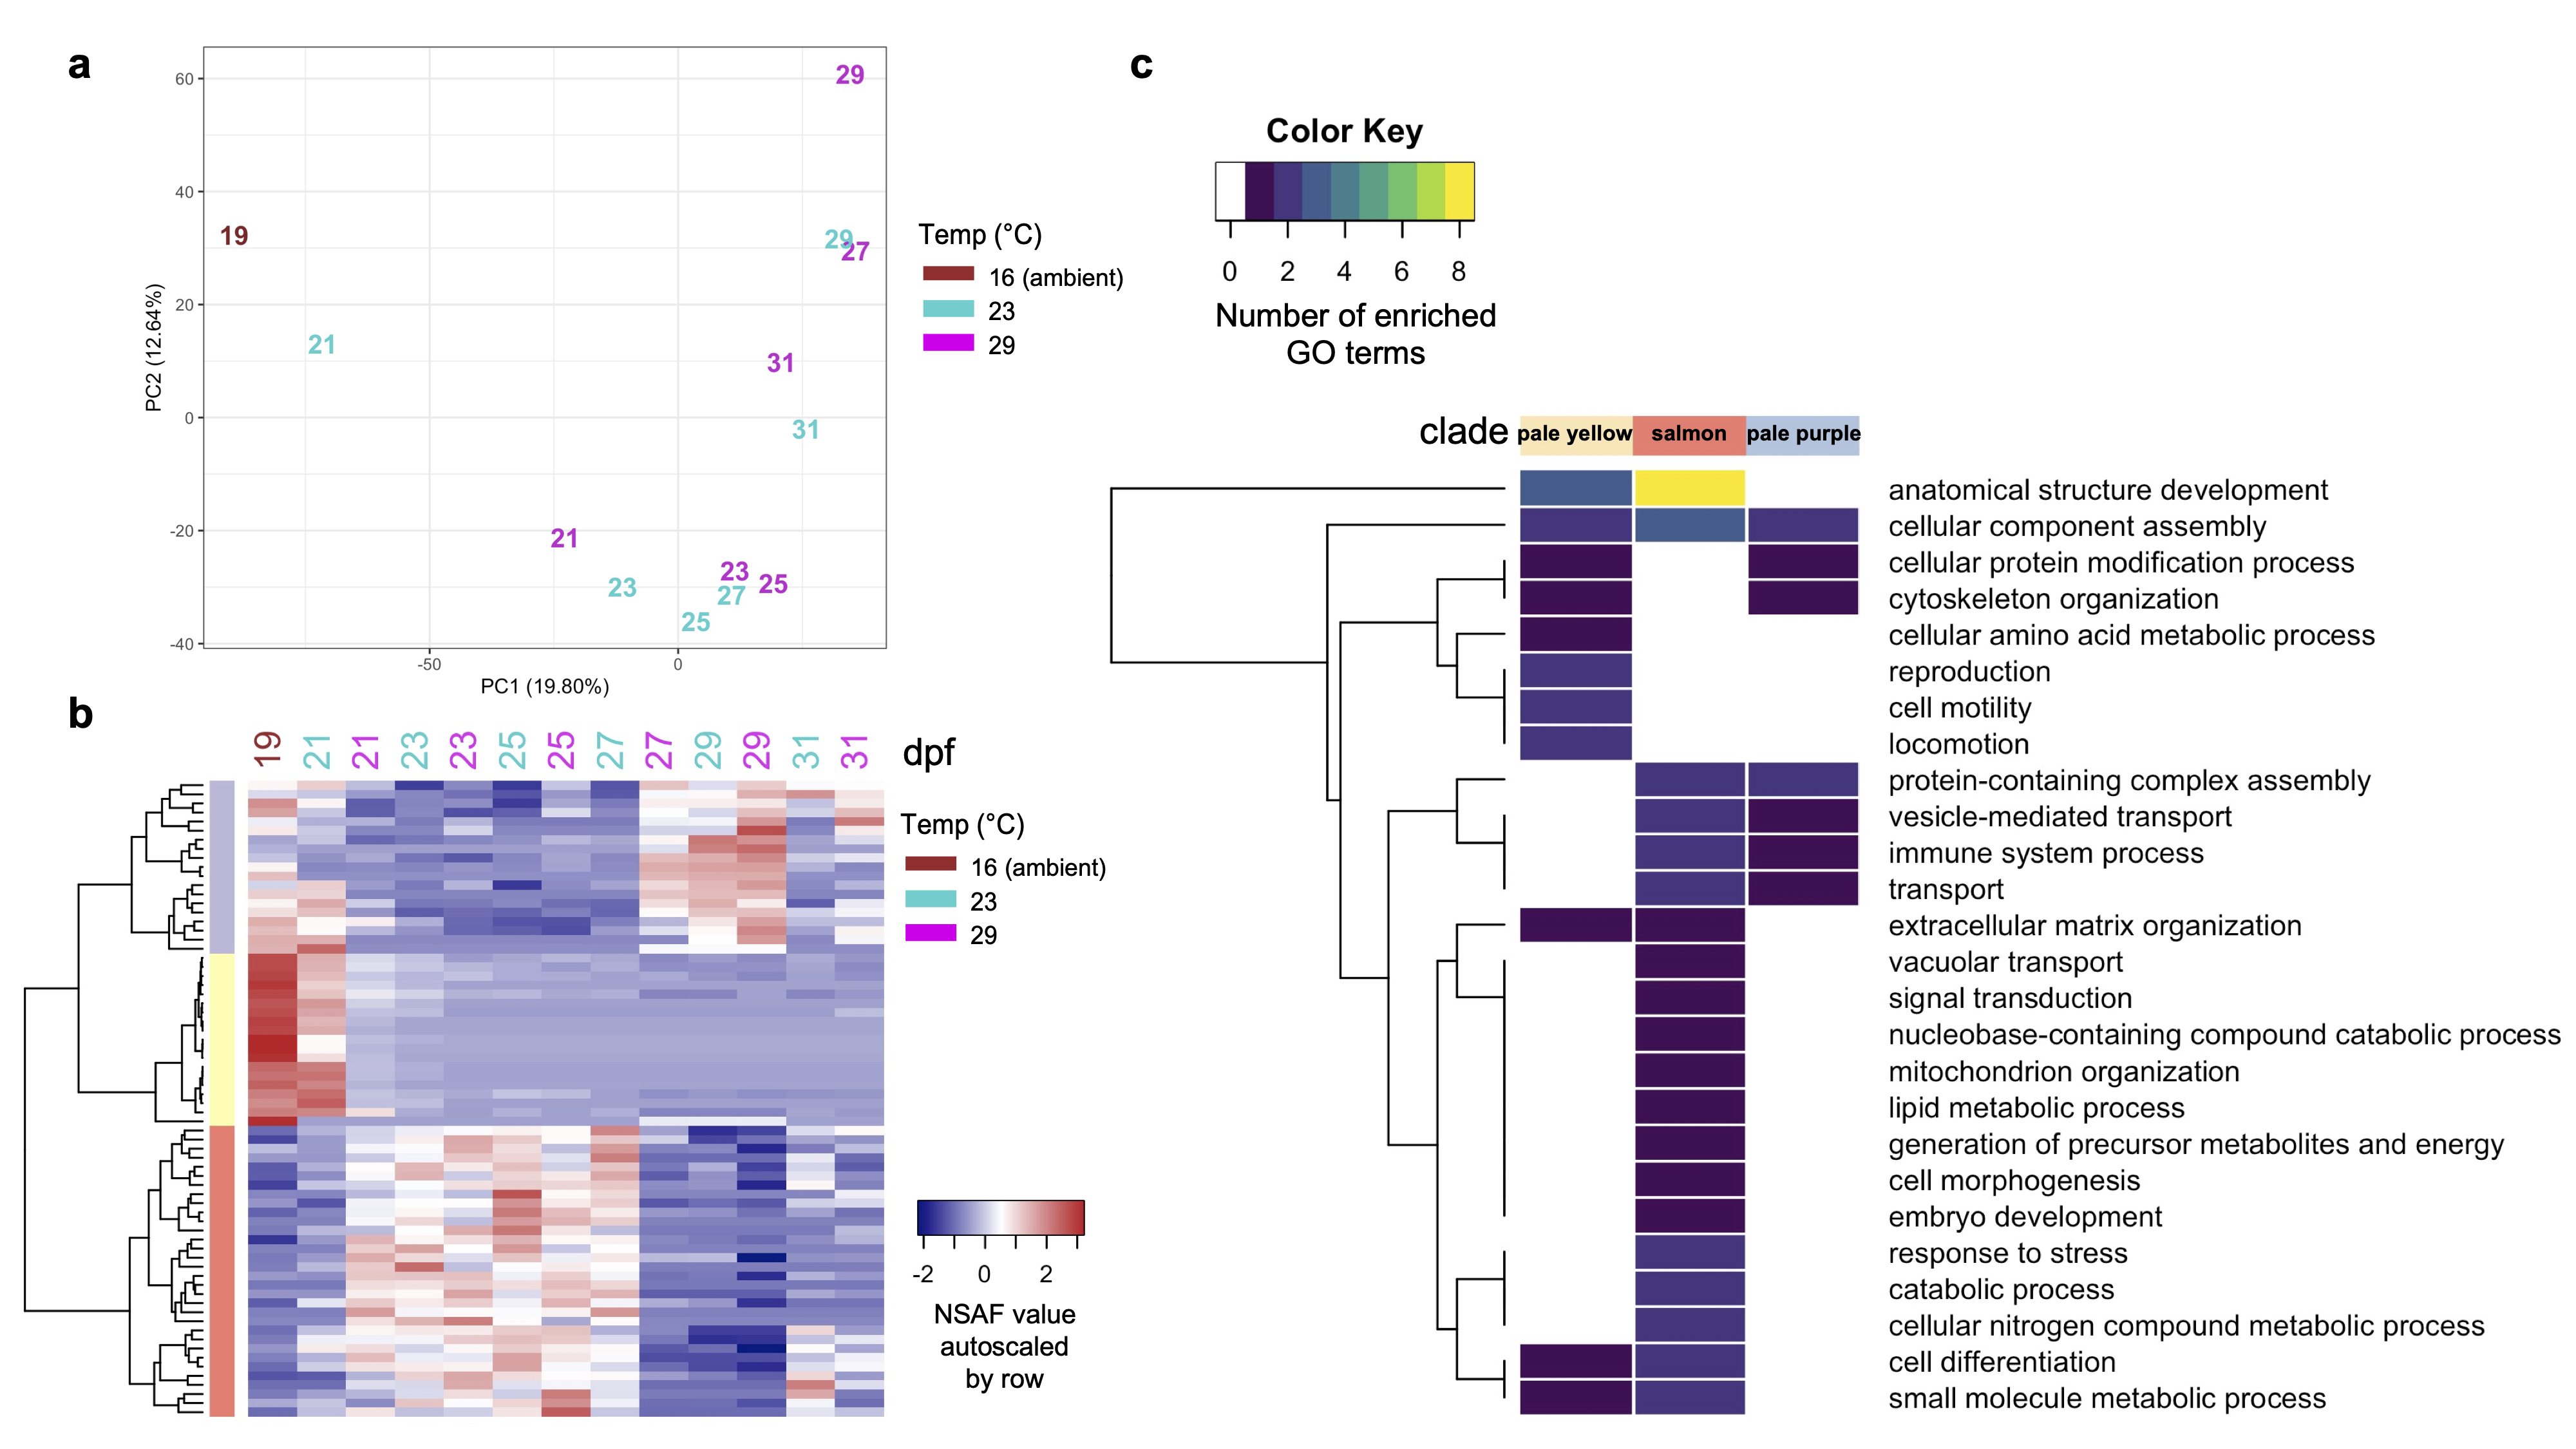 a
60
40
20
0
-20
-40
-50
0
PC2 (12.64%)
PC1 (19.80%)
29
29
27
19
21
31
31
21
23
23
25
27
25
Temp (°C)
16 (ambient)
23
29
b
19 21 21 23 23 25 25 27 27 29 29 31 31
dpf
Temp (°C)
16 (ambient)
23
29
-2 0 2
NSAF value
autoscaled
by row
c
Color Key
0 2 4 6 8
Number of enriched
GO terms
clade pale yellow salmon pale purple
anatomical structure development
cellular component assembly
cellular protein modification process
cytoskeleton organization
cellular amino acid metabolic process
reproduction
cell motility
locomotion
protein-containing complex assembly
vesicle-mediated transport
immune system process
transport
extracellular matrix organization
vacuolar transport
signal transduction
nucleobase-containing compound catabolic process
mitochondrion organization
lipid metabolic process
generation of precursor metabolites and energy
cell morphogenesis
embryo development
response to stress
catabolic process
cellular nitrogen compound metabolic process
cell differentiation
small molecule metabolic process